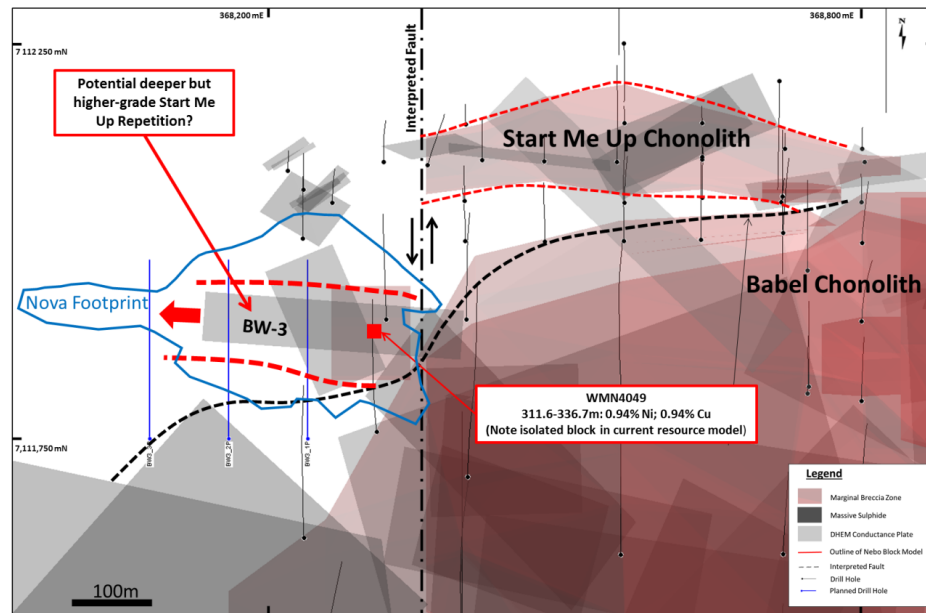 368,200 mE
368,800 mE
7 112 250 mN
N
Interpreted Fault
Potential deeper but
higher-grade Start Me
Up Repetition?
Start Me Up Chonolith
Babel Chonolith
Nova Footprint
BW-3
WMN4049
311.6-336.7m: 0.94% Ni; 0.94% Cu
(Note isolated block in current resource model)
7,111,750 mN
BW3_2P
BW3_1P
100m
Legend
Marginal Breccia Zone
Massive Sulphide
DHEM Conductance Plate
Outline of Nebo Block Model
Interpreted Fault
Drill Hole
Planned Drill Hole